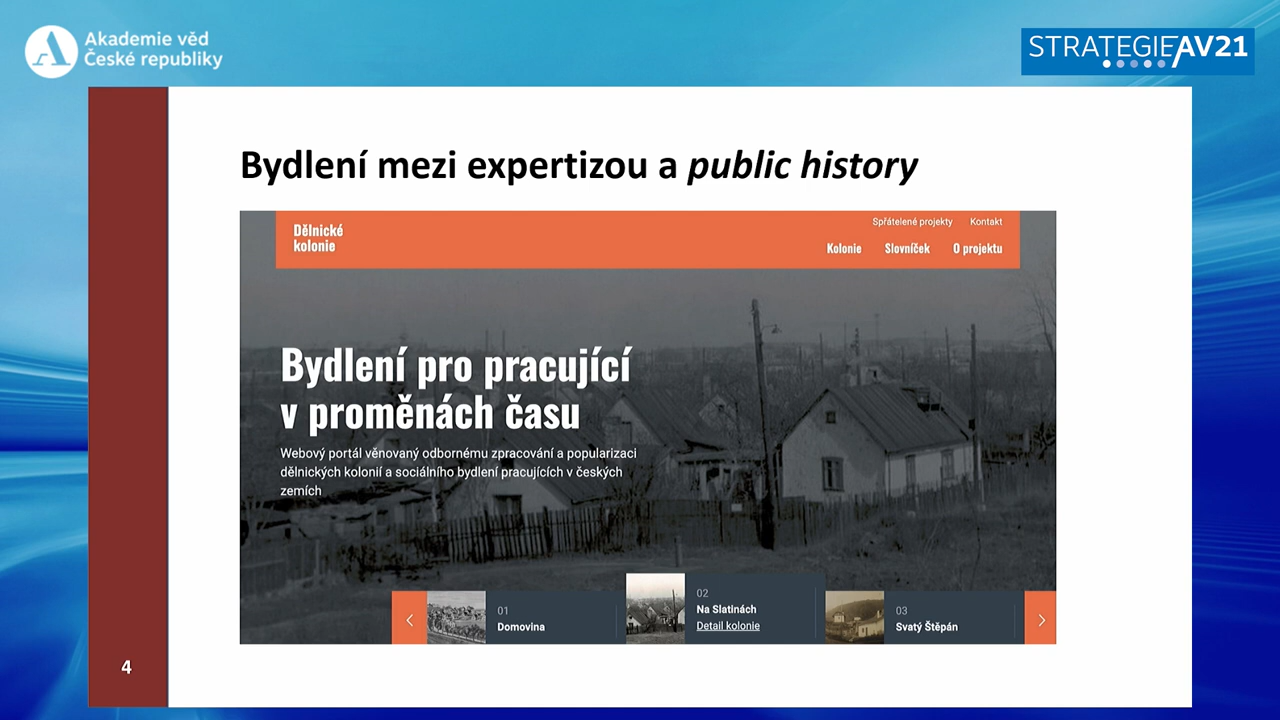 Akademie věd
České republiky
STRATEGIE AV21
Bydlení mezi expertizou a public history
Dělnické
kolonie
Spřátelené projekty
Kontakt
Kolonie
Slovníček
O projektu
Bydlení pro pracující
v proměnách času
Webový portál věnovaný odbornému zpracování a popularizaci
dělnických kolonií a sociálního bydlení pracujících v českých
zemích
01
Domovina
02
Na Slatinách
Detail kolonie
03
Svatý Štěpán
4